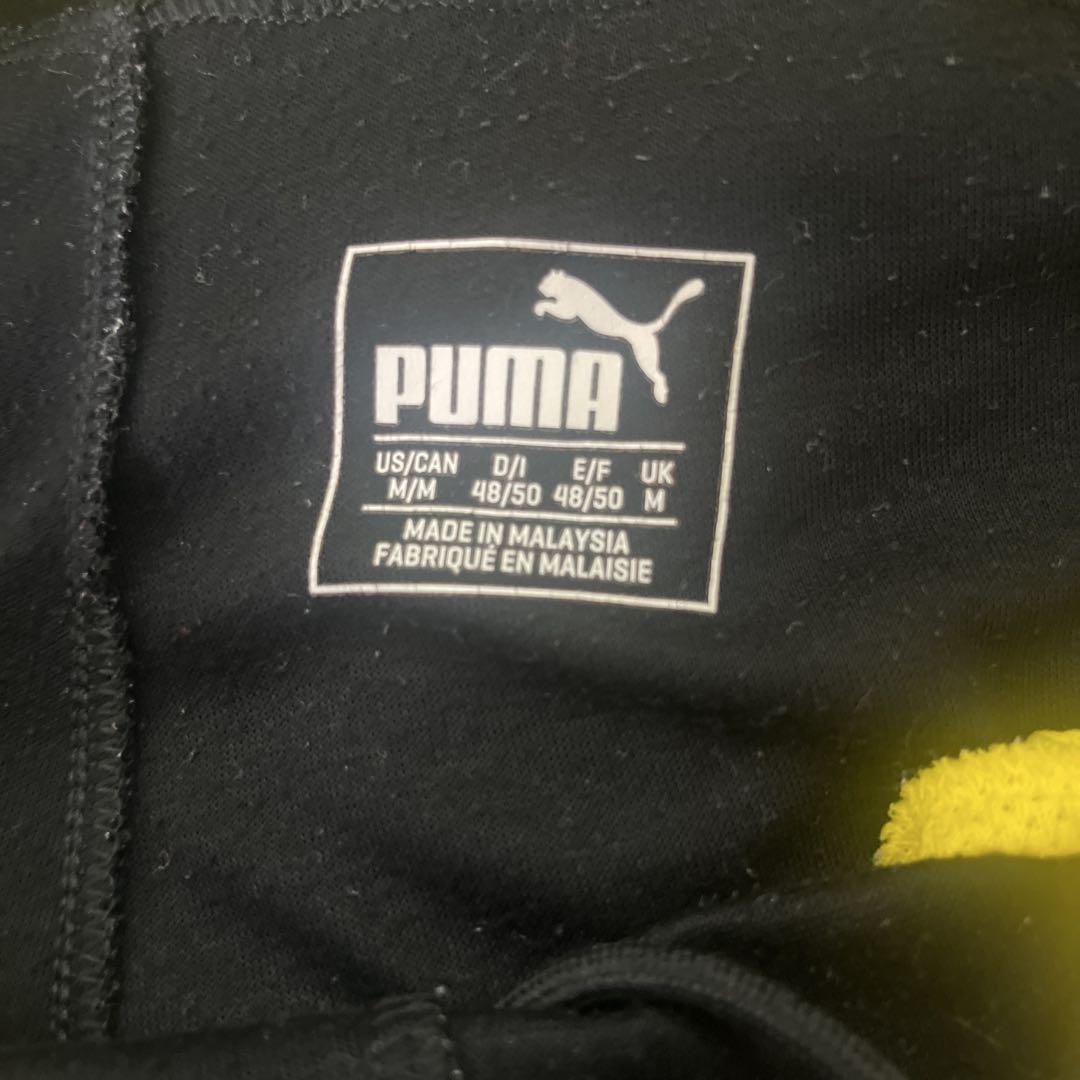 PUMA
US/CAN D/I E/F UK
M/M 48/50 48/50 M
MADE IN MALAYSIA
FABRIQUÉ EN MALAISIE